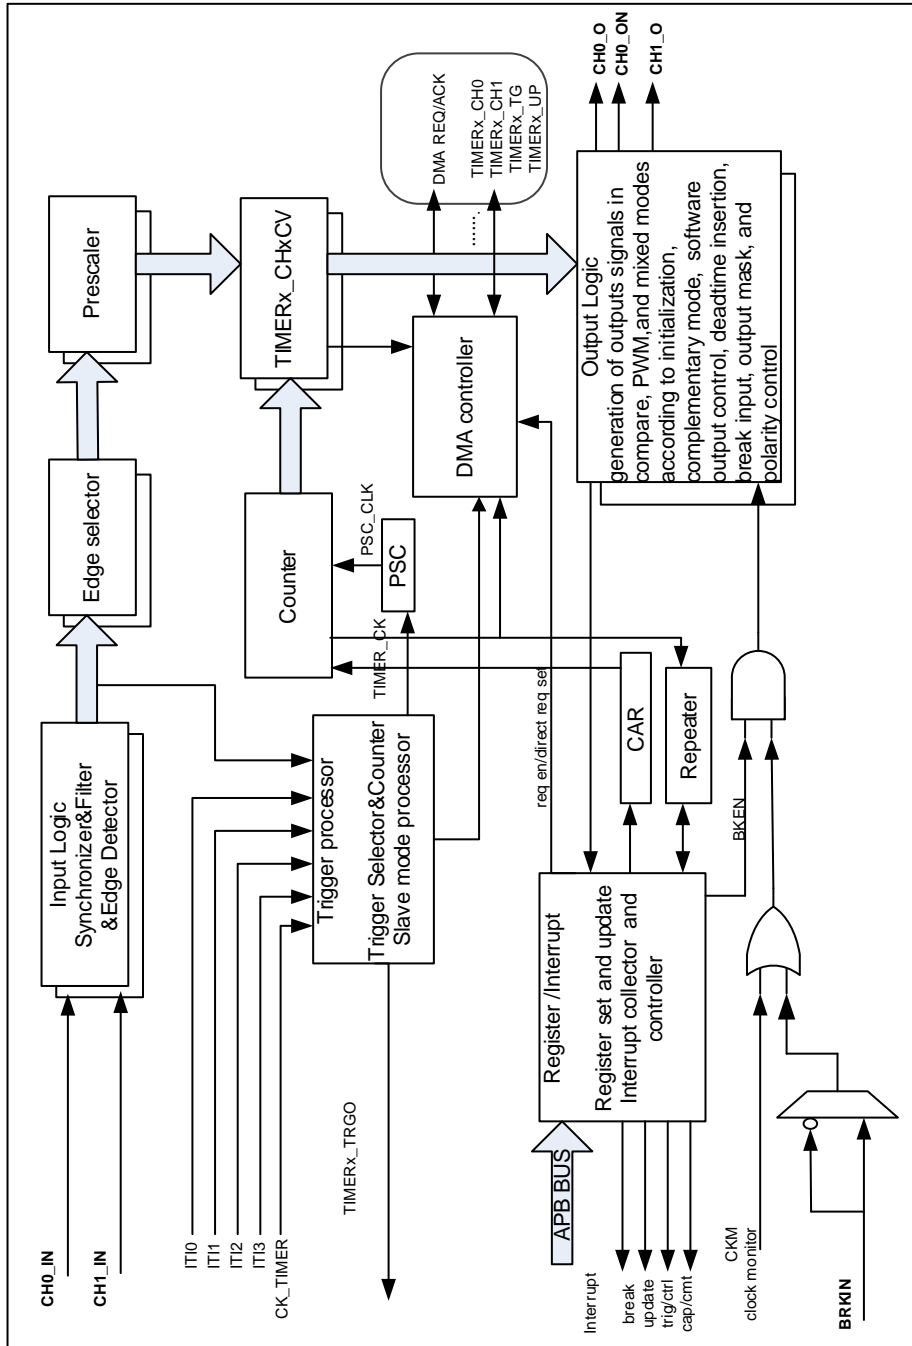 CH0_IN
CH1_IN
Input Logic
Synchronizer&Filter
&Edge Detector
Edge selector
Prescaler
ITI0
ITI1
ITI2
ITI3
CK_TIMER
Trigger processor
Trigger Selector&Counter
Slave mode processor
TIMERx_TRGO
TIMER_CK
PSC
PSC_CLK
Counter
TIMERx_CHxCV
DMA controller
DMA REQ/ACK
......
TIMERx_CH0
TIMERx_CH1
TIMERx_TG
TIMERx_UP
req en/direct req set
APB BUS
Register /Interrupt
Register set and update
Interrupt collector and
controller
CAR
Repeater
Interrupt
break
update
trig/ctrl
cap/cmt
BKEN
CKM
clock monitor
BRKIN
Output Logic
generation of outputs signals in
compare, PWM,and mixed modes
according to initialization,
complementary mode, software
output control, deadtime insertion,
break input, output mask, and
polarity control
CH0_O
CH0_ON
CH1_O